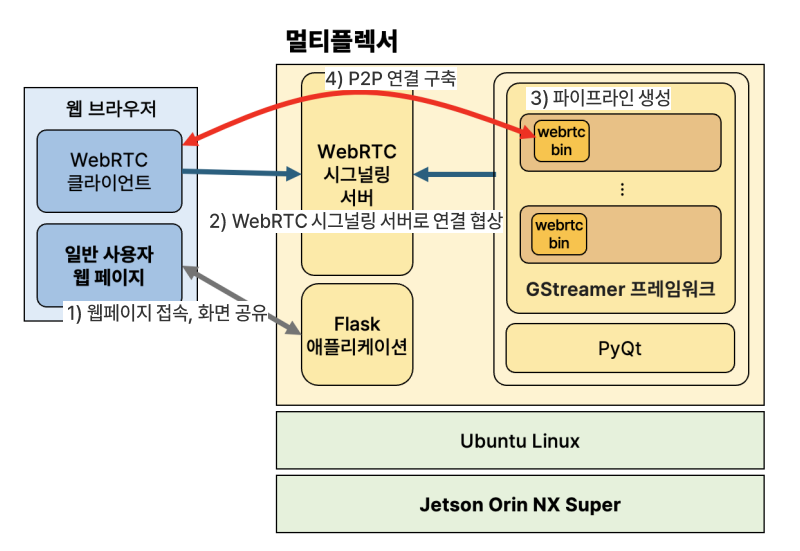 멀티플렉서
4) P2P 연결 구축
웹 브라우저
WebRTC
클라이언트
일반 사용자
웹 페이지
1) 웹페이지 접속, 화면 공유
WebRTC
시그널링
서버
2) WebRTC 시그널링 서버로 연결 협상
Flask
애플리케이션
3) 파이프라인 생성
webrtc
bin
⋮
webrtc
bin
GStreamer 프레임워크
PyQt
Ubuntu Linux
Jetson Orin NX Super